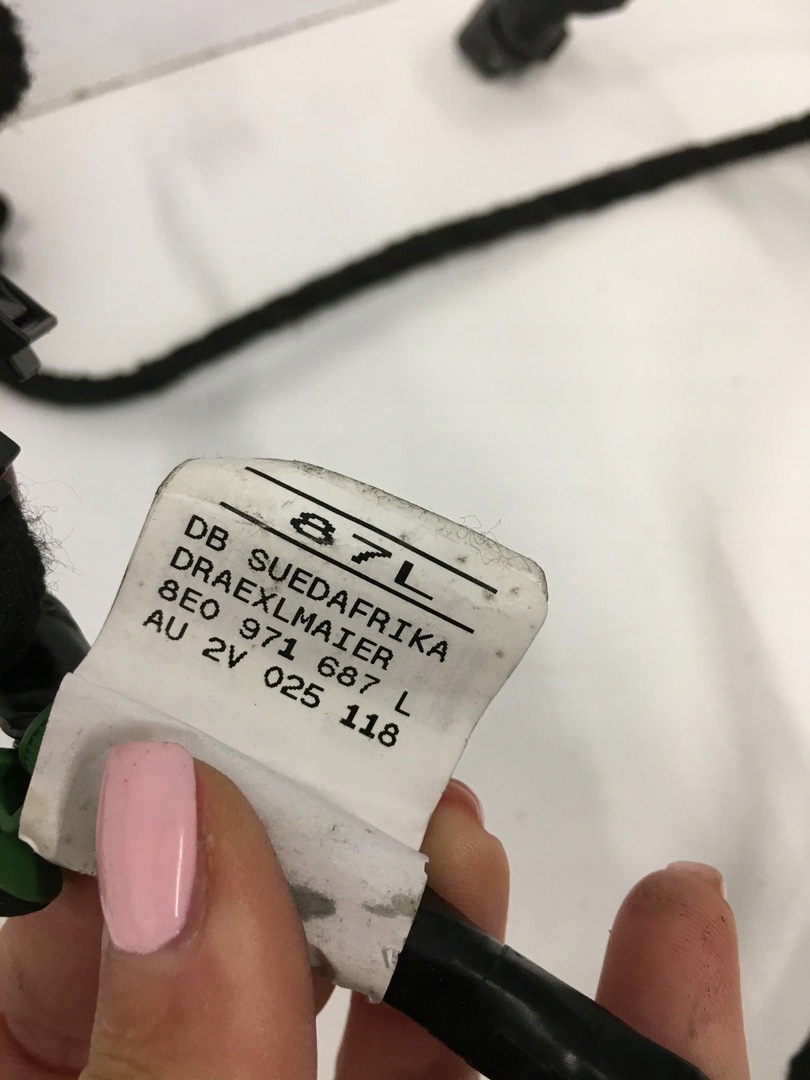 87L
DB SUEDAFRIKA
DRAEXLMAIER
8E0 971 687 L
AU 2V 025 118